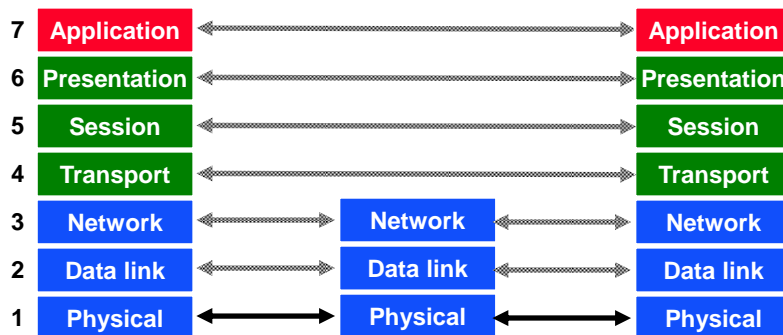 7 Application Application
6 Presentation Presentation
5 Session Session
4 Transport Transport
3 Network Network Network
2 Data link Data link Data link
1 Physical Physical Physical